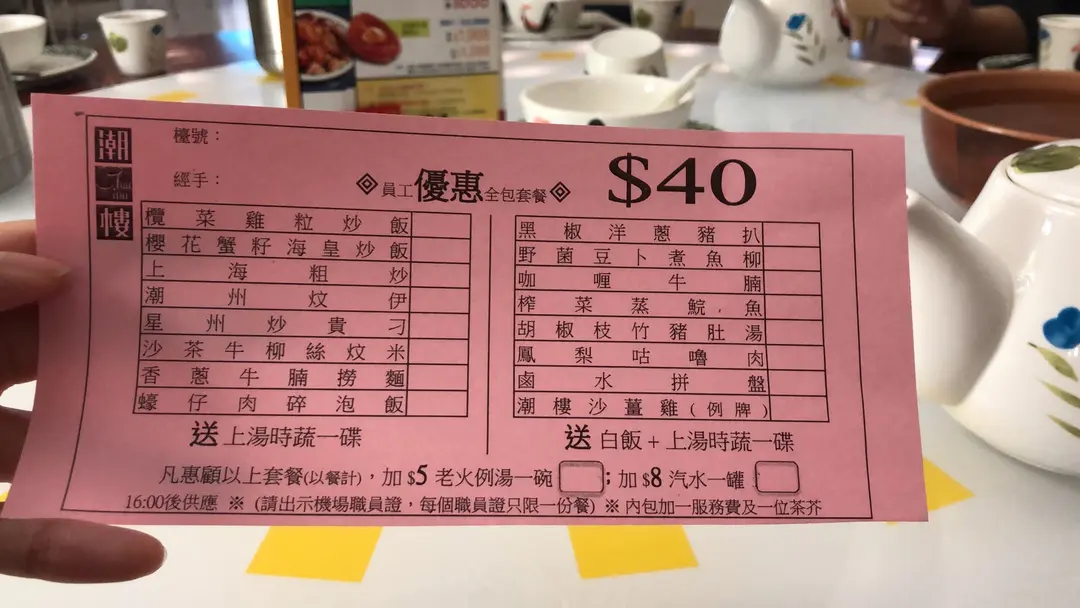 潮樓
檯號：
經手：
員工優惠全包套餐
$40
欖菜雞粒炒飯
櫻花蟹籽海皇炒飯
上海粗炒
潮州炆伊
星州炒貴刁
沙茶牛柳絲炆米
香蔥牛腩撈麵
蠔仔肉碎泡飯
送 上湯時蔬一碟
黑椒洋蔥豬扒
野菌豆卜煮魚柳
咖喱牛腩
榨菜蒸鯇魚
胡椒枝竹豬肚湯
鳳梨咕嚕肉
鹵水拼盤
潮樓沙薑雞(例牌)
送 白飯 + 上湯時蔬一碟
凡惠顧以上套餐(以餐計)，加 $5 老火例湯一碗 ；加 $8 汽水一罐
16:00後供應 ※ (請出示機場職員證，每個職員證只限一份餐) ※ 內包加一服務費及一位茶芥